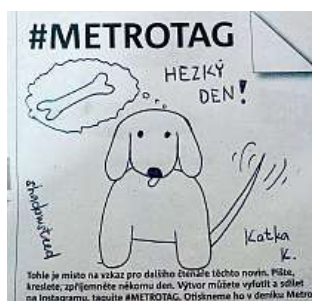 #METROTAG
HEZKÝ
DEN!
Katka
K.
Tohle je místo na vzkaz pro dalšího čtenáře těchto novin. Pište,
kreslete, zpříjemněte někomu den. Výtvor můžete vyfotit a sdílet
na Instagramu, tagujte #METROTAG. Otiskneme ho v deníku Metro